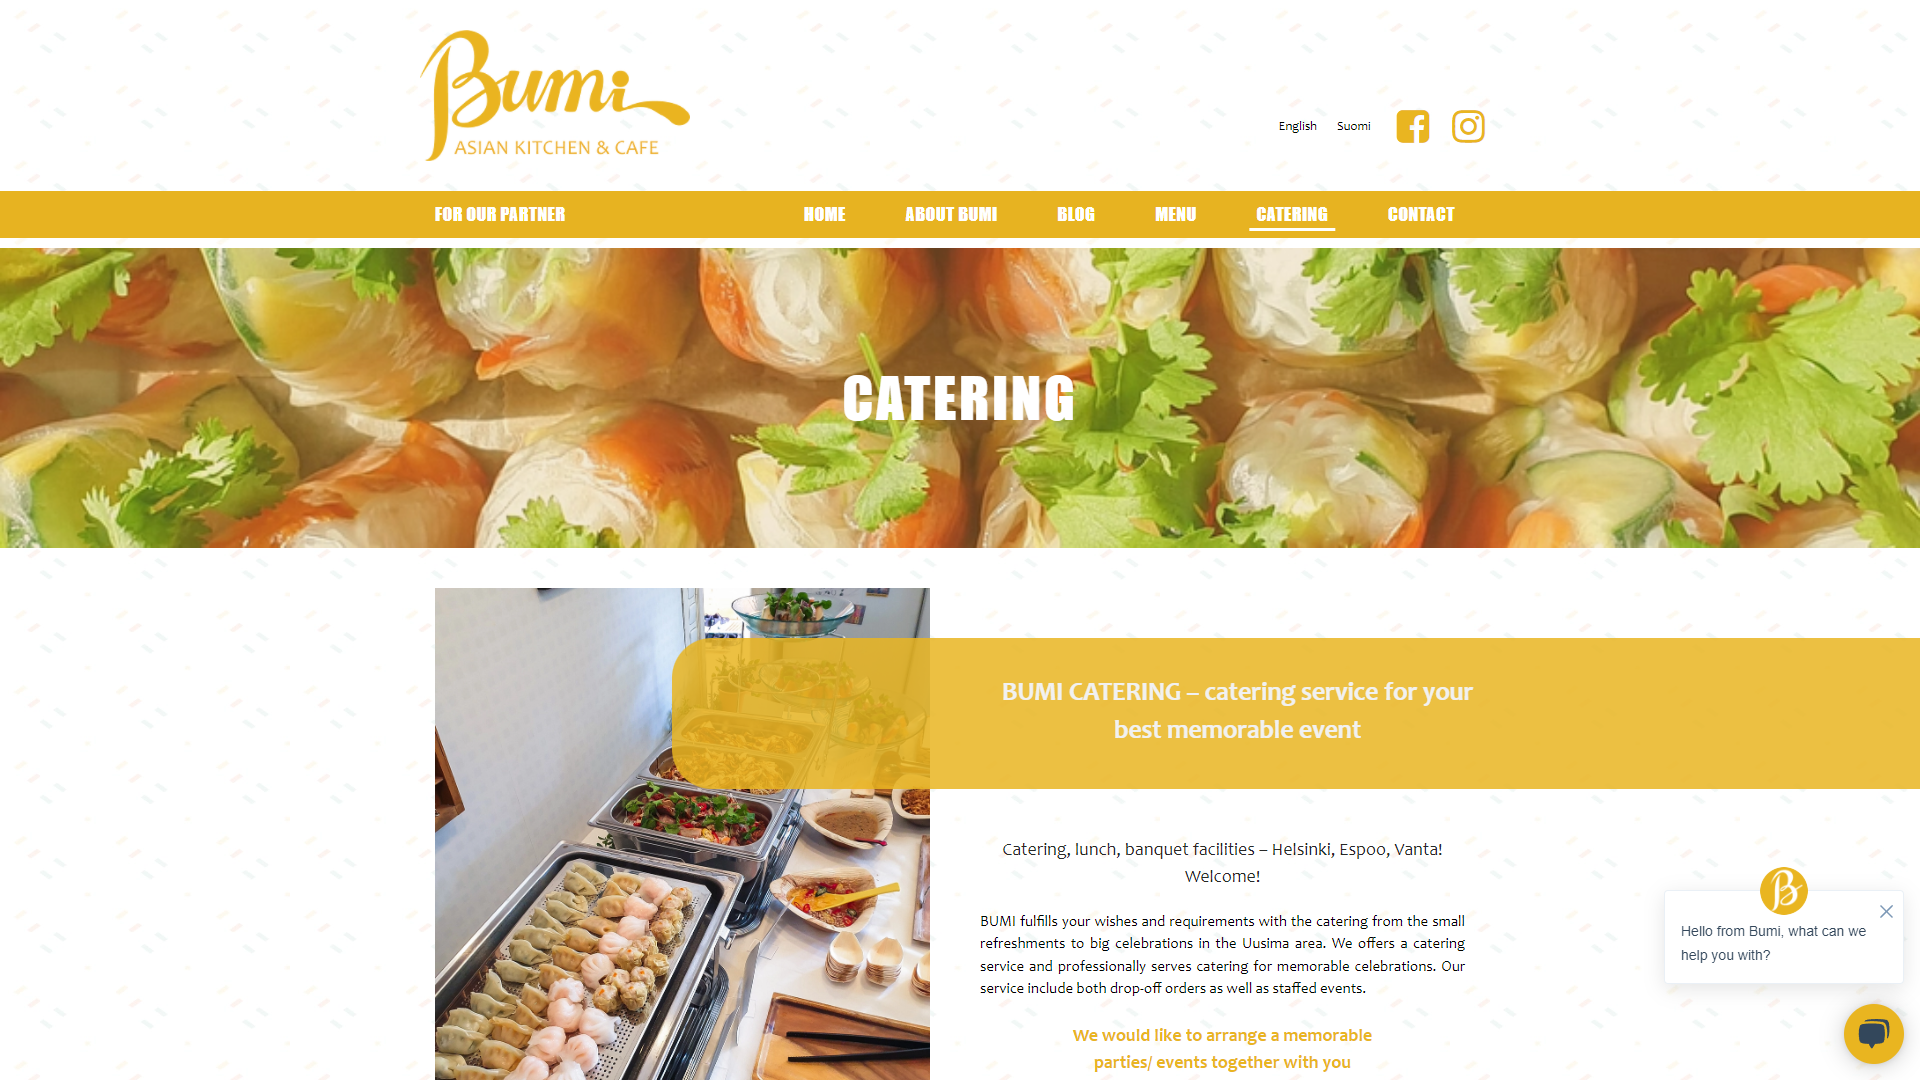 Bumi
ASIAN KITCHEN & CAFE
English
Suomi
FOR OUR PARTNER
HOME
ABOUT BUMI
BLOG
MENU
CATERING
CONTACT
CATERING
BUMI CATERING – catering service for your
best memorable event
Catering, lunch, banquet facilities – Helsinki, Espoo, Vanta!
Welcome!
BUMI fulfills your wishes and requirements with the catering from the small
refreshments to big celebrations in the Uusima area. We offers a catering
service and professionally serves catering for memorable celebrations. Our
service include both drop-off orders as well as staffed events.
We would like to arrange a memorable
parties/ events together with you
B
Hello from Bumi, what can we
help you with?